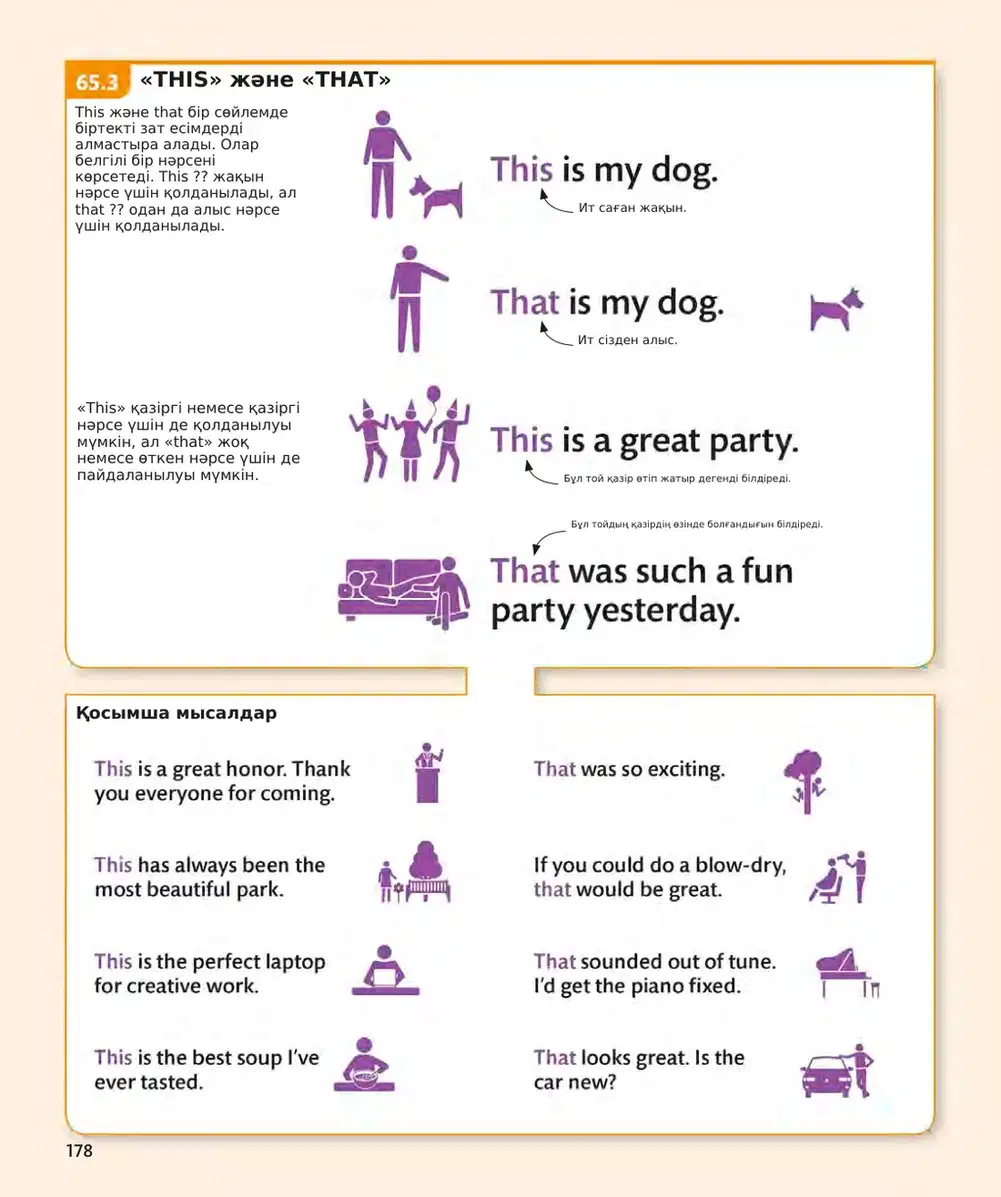 65.3 «THIS» және «THAT»
This және that бір сөйлемде
біртекті зат есімдерді
алмастыра алады. Олар
белгілі бір нәрсені
көрсетеді. This ?? жақын
нәрсе үшін қолданылады, ал
that ?? одан да алыс нәрсе
үшін қолданылады.
This is my dog.
Ит саған жақын.
That is my dog.
Ит сізден алыс.
«This» қазіргі немесе қазіргі
нәрсе үшін де қолданылуы
мүмкін, ал «that» жоқ
немесе өткен нәрсе үшін де
пайдаланылуы мүмкін.
This is a great party.
Бұл той қазір өтіп жатыр дегенді білдіреді.
Бұл тойдың қазірдің өзінде болғандығын білдіреді.
That was such a fun
party yesterday.
Қосымша мысалдар
This is a great honor. Thank
you everyone for coming.
This has always been the
most beautiful park.
This is the perfect laptop
for creative work.
This is the best soup I've
ever tasted.
That was so exciting.
If you could do a blow-dry,
that would be great.
That sounded out of tune.
I'd get the piano fixed.
That looks great. Is the
car new?
178